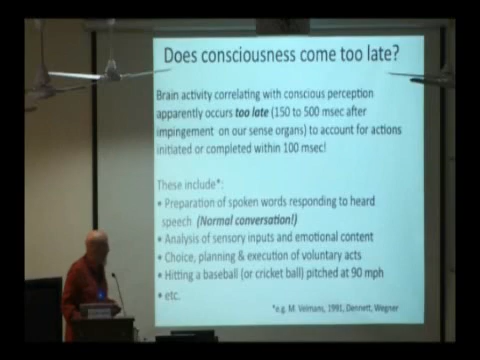 Does consciousness come too late?
Brain activity correlating with conscious perception
apparently occurs too late (150 to 500 msec after
impingement on our sense organs) to account for actions
initiated or completed within 100 msec!
These include*:
• Preparation of spoken words responding to heard
speech (Normal conversation!)
• Analysis of sensory inputs and emotional content
• Choice, planning & execution of voluntary acts
• Hitting a baseball (or cricket ball) pitched at 90 mph
• etc.
*e.g. M. Velmans, 1991, Dennett, Wegner